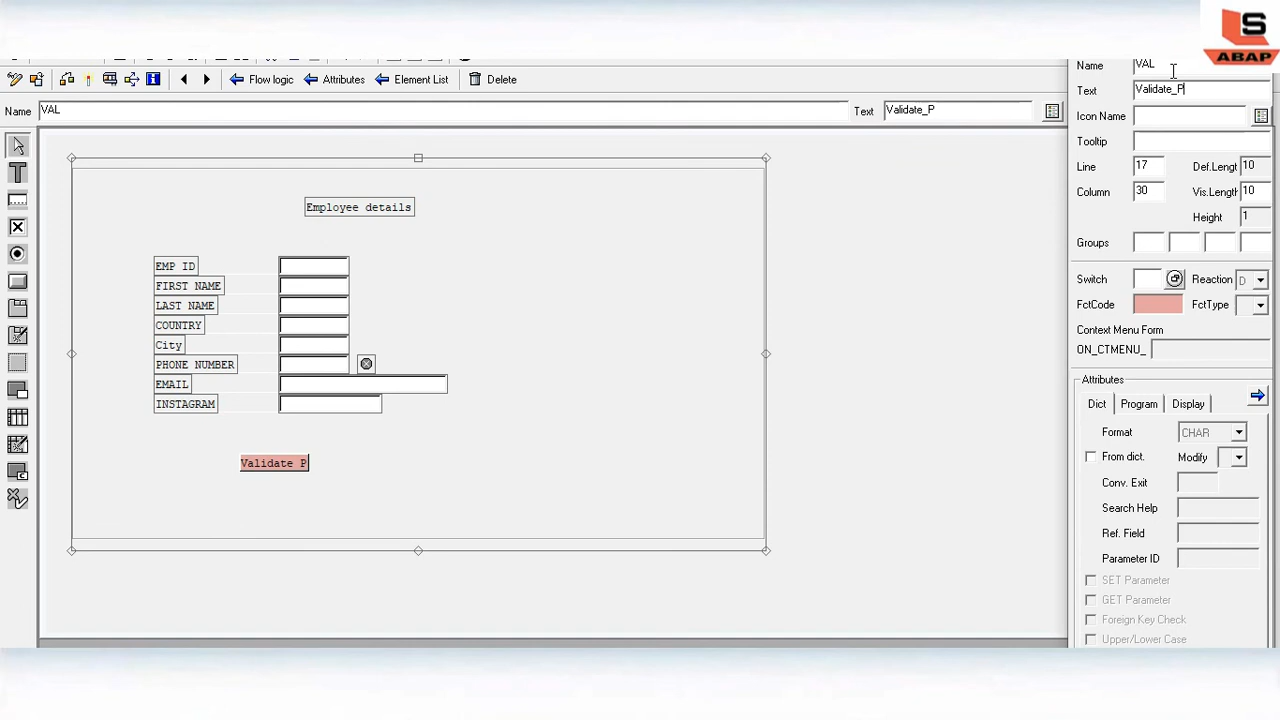 S
ABAP
Name VAL
Flow logic Attributes Element List Delete
Text Validate_P
Name VAL Text Validate_P
Icon Name
Tooltip
Line 17 Def.Length 10
Column 30 Vis.Length 10
Height 1
Groups
Switch Reaction D
FctCode FctType
Context Menu Form
ON_CTMENU_
Attributes
Dict Program Display
Format CHAR
From dict. Modify
Conv. Exit
Search Help
Ref. Field
Parameter ID
SET Parameter
GET Parameter
Foreign Key Check
Upper/Lower Case
Employee details
EMP ID
FIRST NAME
LAST NAME
COUNTRY
City
PHONE NUMBER
EMAIL
INSTAGRAM
Validate P